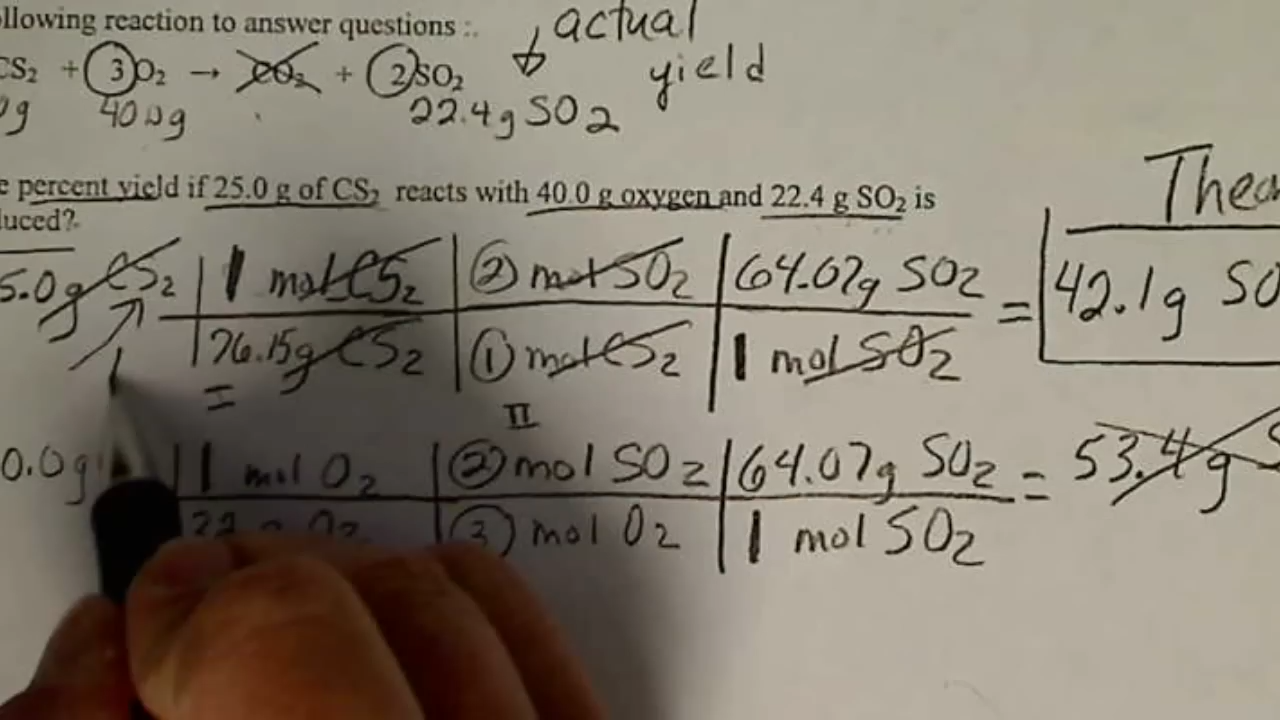 llowing reaction to answer questions :.
actual
yield
CS2 + 3O2 → CO2 + 2SO2
0g 40.0g 22.4g SO2
e percent yield if 25.0 g of CS2 reacts with 40.0 g oxygen and 22.4 g SO2 is
uced?
Theo
5.0g CS2 1 mol CS2 2 mol SO2 64.07g SO2 = 42.1g SO
76.15g CS2 1 mol CS2 1 mol SO2
0.0g 1 mol O2 2 mol SO2 64.07g SO2 = 53.4g S
O2 3 mol O2 1 mol SO2